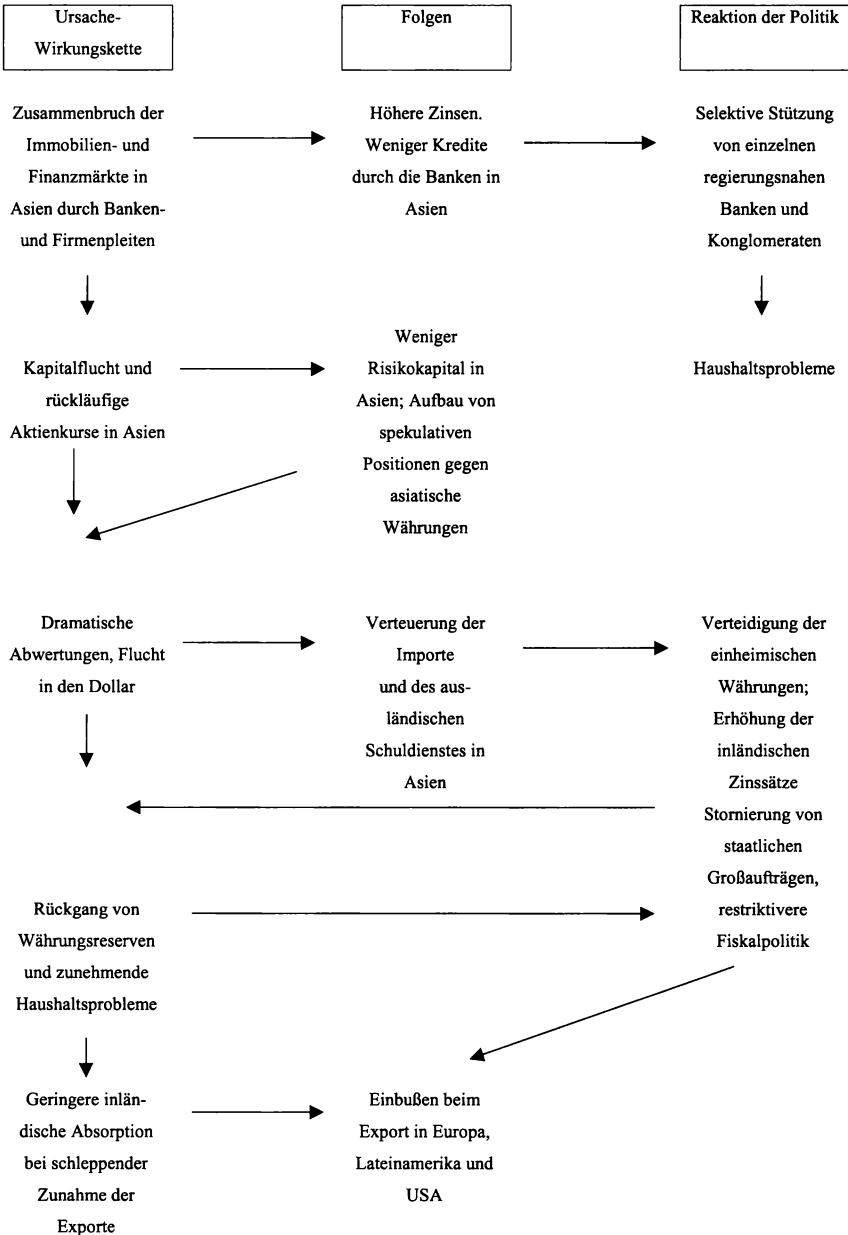 Ursache-
Wirkungskette
Folgen
Reaktion der Politik
Zusammenbruch der
Immobilien- und
Finanzmärkte in
Asien durch Banken-
und Firmenpleiten
Höhere Zinsen.
Weniger Kredite
durch die Banken in
Asien
Selektive Stützung
von einzelnen
regierungsnahen
Banken und
Konglomeraten
Kapitalflucht und
rückläufige
Aktienkurse in Asien
Weniger
Risikokapital in
Asien; Aufbau von
spekulativen
Positionen gegen
asiatische
Währungen
Haushaltsprobleme
Dramatische
Abwertungen, Flucht
in den Dollar
Verteuerung der
Importe
und des aus-
ländischen
Schuldienstes in
Asien
Verteidigung der
einheimischen
Währungen;
Erhöhung der
inländischen
Zinssätze
Stornierung von
staatlichen
Großaufträgen,
restriktivere
Fiskalpolitik
Rückgang von
Währungsreserven
und zunehmende
Haushaltsprobleme
Geringere inlän-
dische Absorption
bei schleppender
Zunahme der
Exporte
Einbußen beim
Export in Europa,
Lateinamerika und
USA